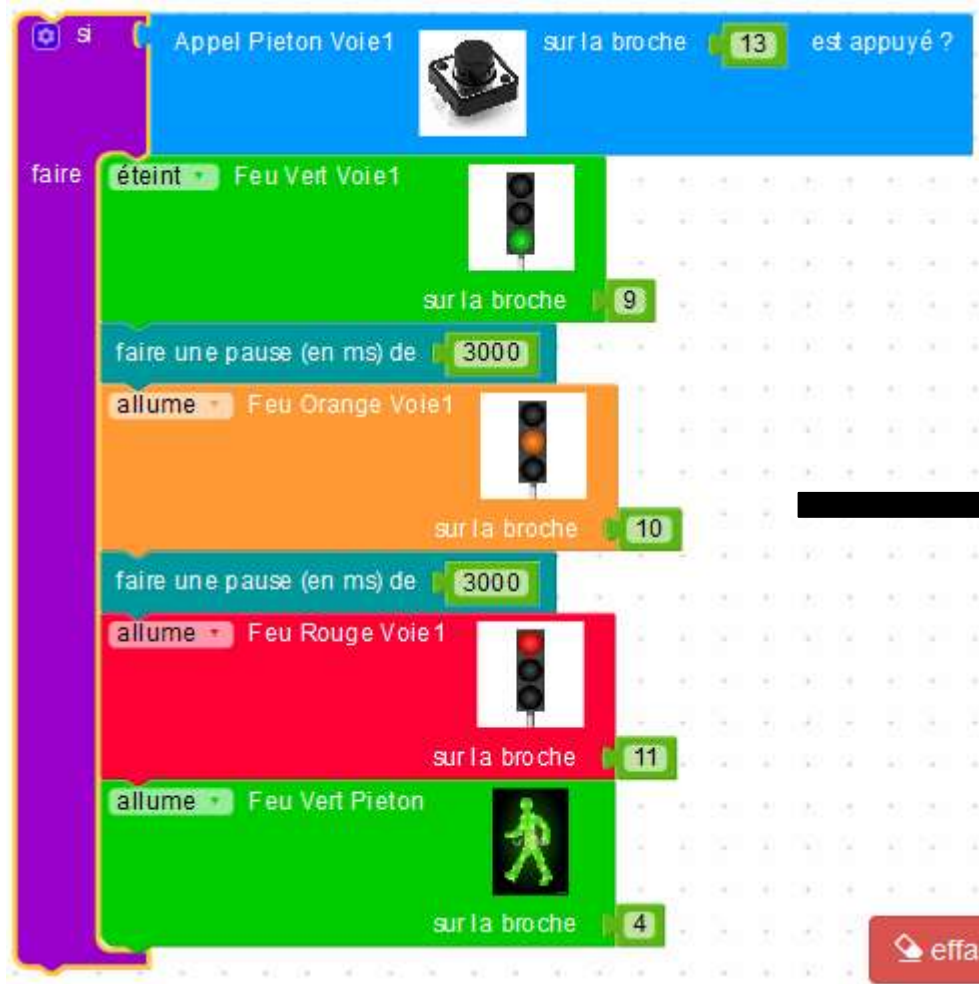 si Appel Pieton Voie1 sur la broche 13 est appuyé ?
faire éteint Feu Vert Voie1
sur la broche 9
faire une pause (en ms) de 3000
allume Feu Orange Voie1
sur la broche 10
faire une pause (en ms) de 3000
allume Feu Rouge Voie1
sur la broche 11
allume Feu Vert Pieton
sur la broche 4
effa